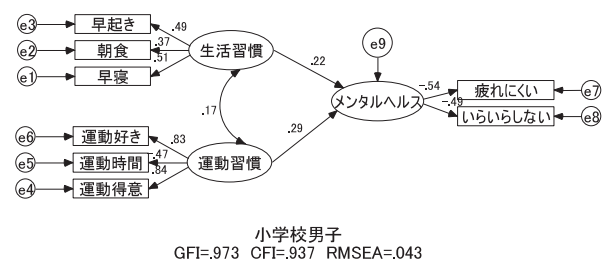 e3 早起き .49
e2 朝食 .37 生活習慣
e1 早寝 .51
e9
.22
メンタルヘルス -.54 疲れにくい e7
-.49 いらいらしない e8
.17
.29
e6 運動好き .83
e5 運動時間 .47 運動習慣
e4 運動得意 .84
小学校男子
GFI=.973 CFI=.937 RMSEA=.043